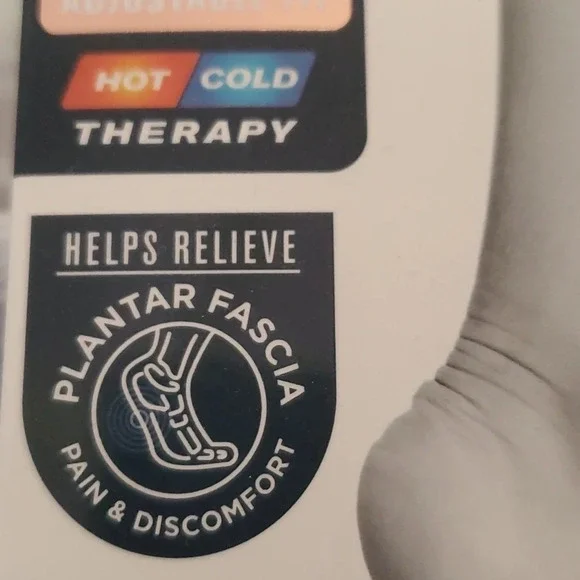 HOT COLD
THERAPY
HELPS RELIEVE
PLANTAR FASCIA
PAIN & DISCOMFORT